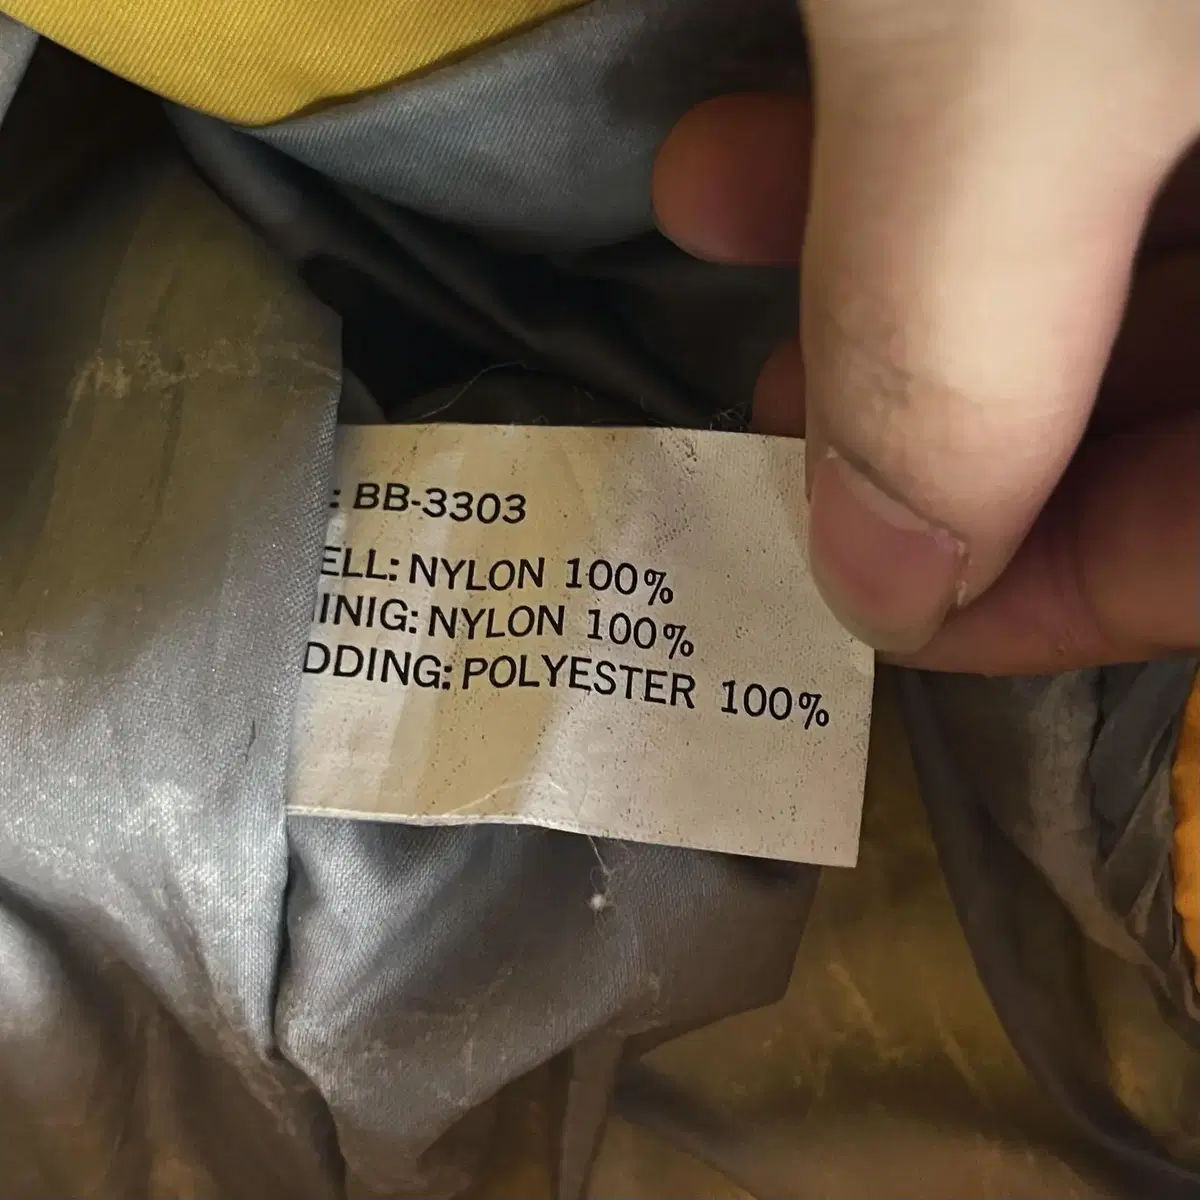 : BB-3303
ELL: NYLON 100%
INIG: NYLON 100%
DDING: POLYESTER 100%